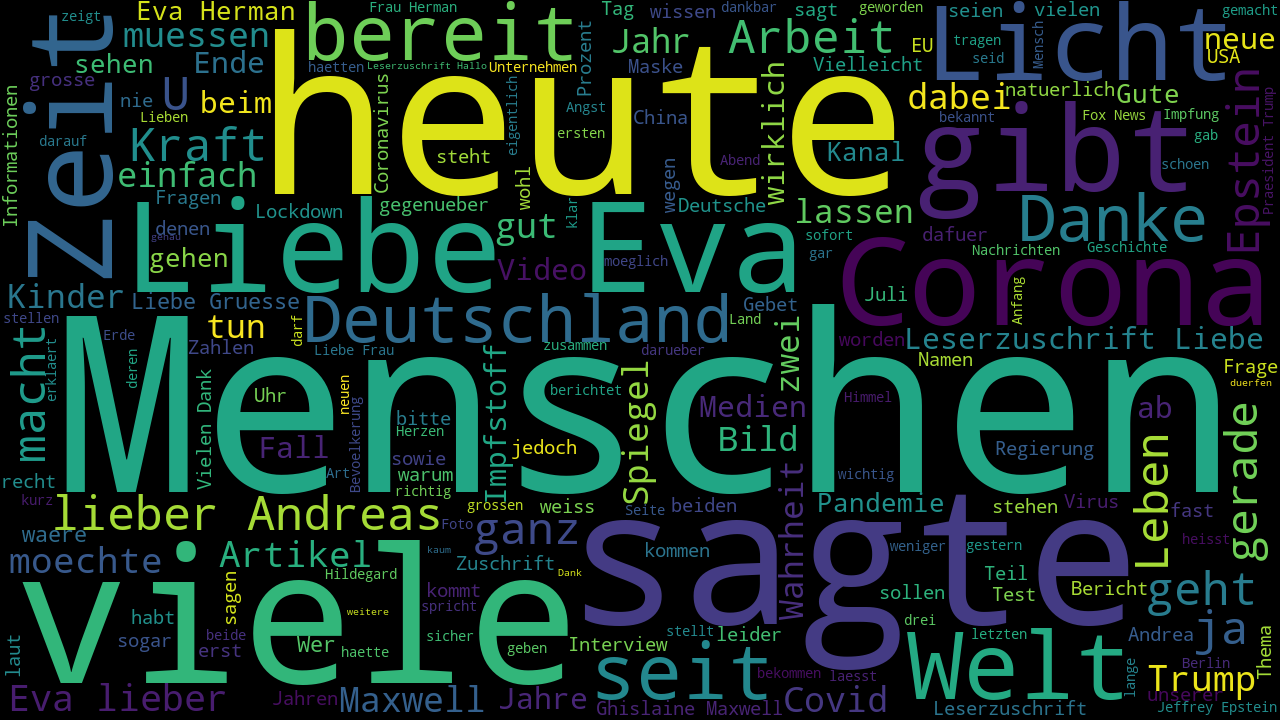 zeigt
Eva Herman
Frau Herman
Tag
wissen
dankbar
sagt
geworden
seien
vielen
gemacht
Zeit
muessen
bereit
Jahr
Arbeit
EU
Licht
tragen
Mensch
neue
sehen
Ende
haetten
Leserzuschrift Hallo
Unternehmen
Prozent
Maske
Vielleicht
seid
USA
grosse
nie
U
beim
heute
Coronavirus
eigentlich
Angst
China
wirklich
dabei
natuerlich
Gute
Informationen
Lieben
bekannt
Fox News
Impfung
darauf
Kraft
steht
ersten
Abend
Kanal
gibt
gab
schoen
Epstein
Praesident Trump
einfach
Fragen
Lockdown
gegenueber
wohl
klar
wegen
Deutsche
lassen
Danke
denen
genau
Liebe
gut
Eva
sofort
dafuer
Nachrichten
Geschichte
gehen
Video
moeglich
gar
Corona
Kinder
Liebe Gruesse
Deutschland
Gebet
Juli
Anfang
stellen
tun
darf
Land
zwei
macht
Erde
Zahlen
Liebe Frau
zusammen
darueber
worden
Leserzuschrift Liebe
erklaert
deren
Vielen Dank
neuen
Impfstoff
berichtet
Spiegel
Namen
Frage
duerfen
Menschen
Uhr
Bevoelkerung
bitte
Herzen
Medien
Himmel
ab
Fall
sowie
jedoch
Bild
Regierung
Leben
gerade
recht
Art
warum
richtig
wichtig
kurz
lieber Andreas
grossen
weiss
Seite
beiden
Wahrheit
Pandemie
stehen
Virus
fast
waere
Foto
ganz
sagte
moechte
Artikel
kaum
Zuschrift
kommen
weniger
gestern
heisst
viele
Hildegard
Dank
Teil
sagen
kommt
sollen
Test
Bericht
geht
habt
weitere
spricht
drei
laut
sogar
beide
erst
Wer
haette
sicher
geben
Interview
stellt
leider
letzten
Andrea
ja
seit
Welt
lange
Berlin
Thema
bekommen
laesst
Trump
Eva lieber
Jahren
Maxwell
Jahre
Ghislaine Maxwell
Covid
Leserzuschrift
unserer
Jeffrey Epstein